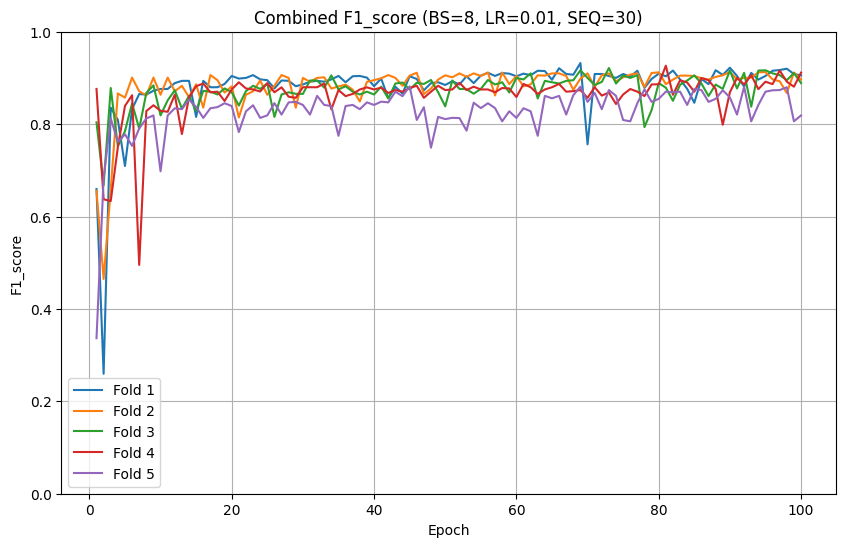 Combined F1_score (BS=8, LR=0.01, SEQ=30)
F1_score
1.0
0.8
0.6
0.4
0.2
0.0
Fold 1
Fold 2
Fold 3
Fold 4
Fold 5
0 20 40 60 80 100
Epoch